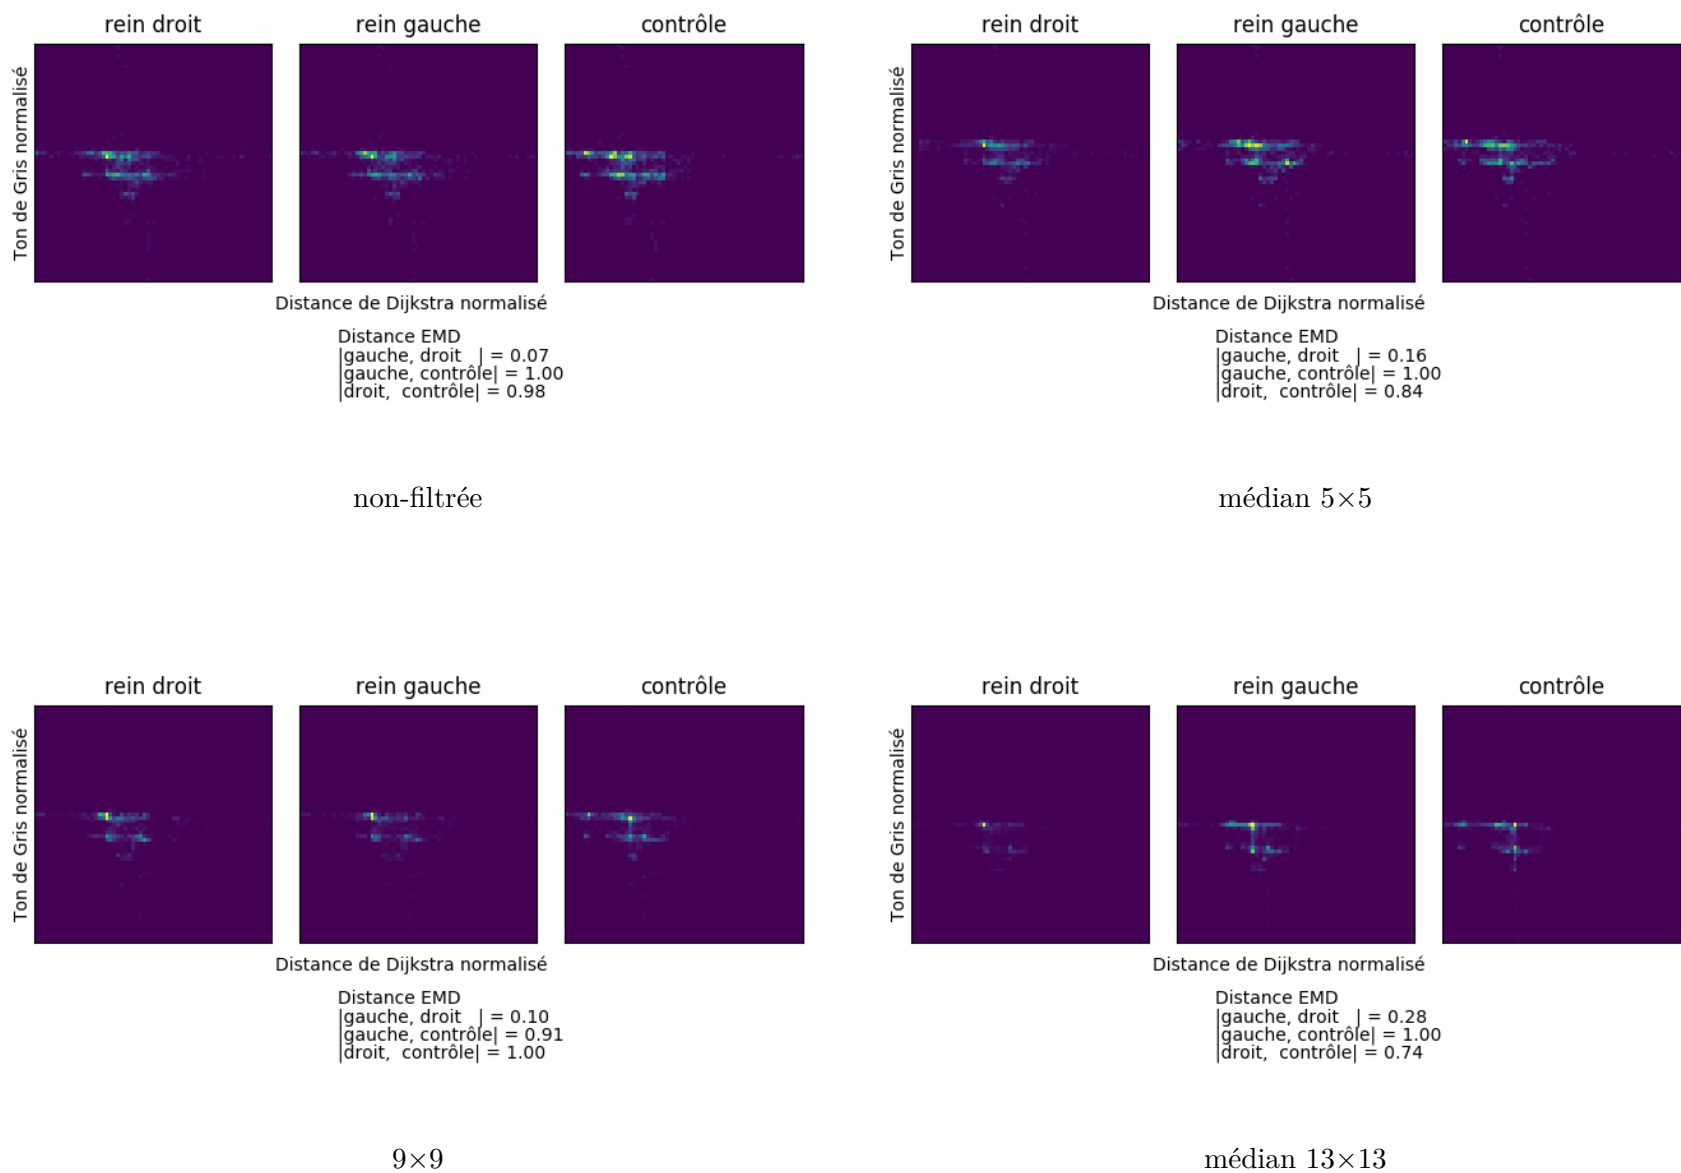 rein droit rein gauche contrôle
Ton de Gris normalisé
Distance de Dijkstra normalisé
Distance EMD
|gauche, droit   | = 0.07
|gauche, contrôle| = 1.00
|droit,  contrôle| = 0.98
non-filtrée
rein droit rein gauche contrôle
Ton de Gris normalisé
Distance de Dijkstra normalisé
Distance EMD
|gauche, droit   | = 0.16
|gauche, contrôle| = 1.00
|droit,  contrôle| = 0.84
médian 5×5
rein droit rein gauche contrôle
Ton de Gris normalisé
Distance de Dijkstra normalisé
Distance EMD
|gauche, droit   | = 0.10
|gauche, contrôle| = 0.91
|droit,  contrôle| = 1.00
9×9
rein droit rein gauche contrôle
Ton de Gris normalisé
Distance de Dijkstra normalisé
Distance EMD
|gauche, droit   | = 0.28
|gauche, contrôle| = 1.00
|droit,  contrôle| = 0.74
médian 13×13